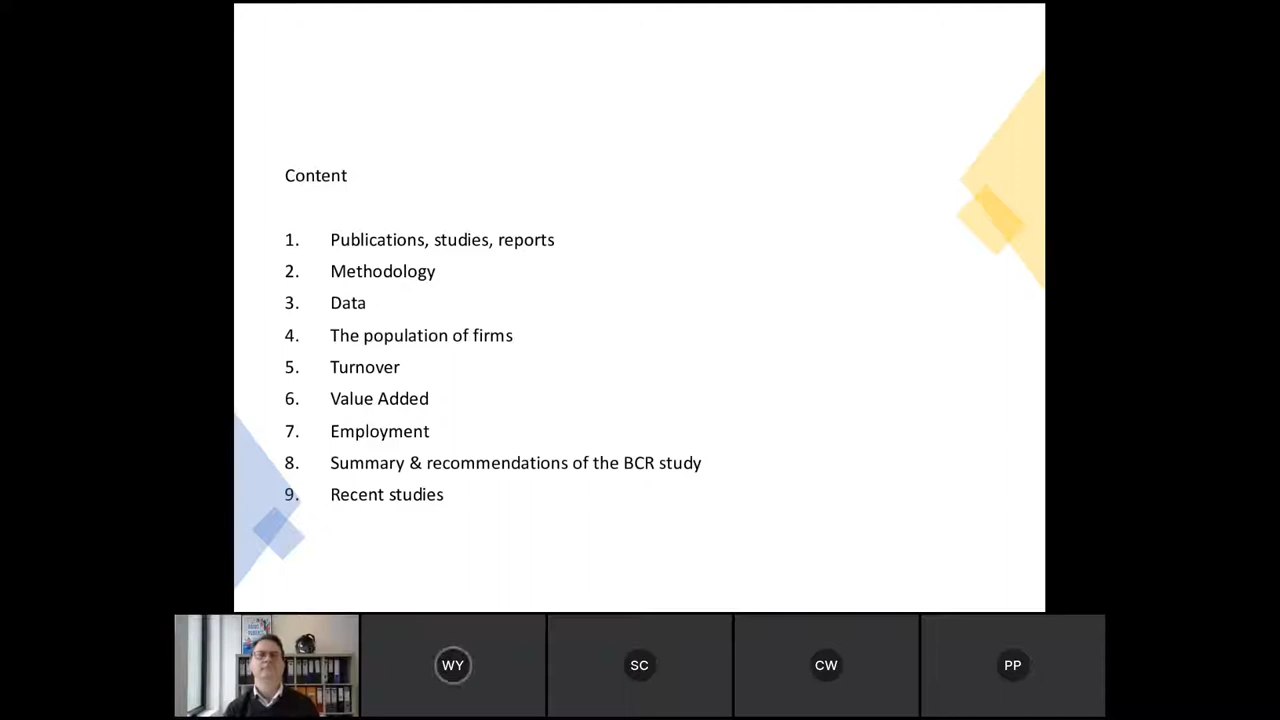 Content
1. Publications, studies, reports
2. Methodology
3. Data
4. The population of firms
5. Turnover
6. Value Added
7. Employment
8. Summary & recommendations of the BCR study
9. Recent studies
WY
SC
CW
PP